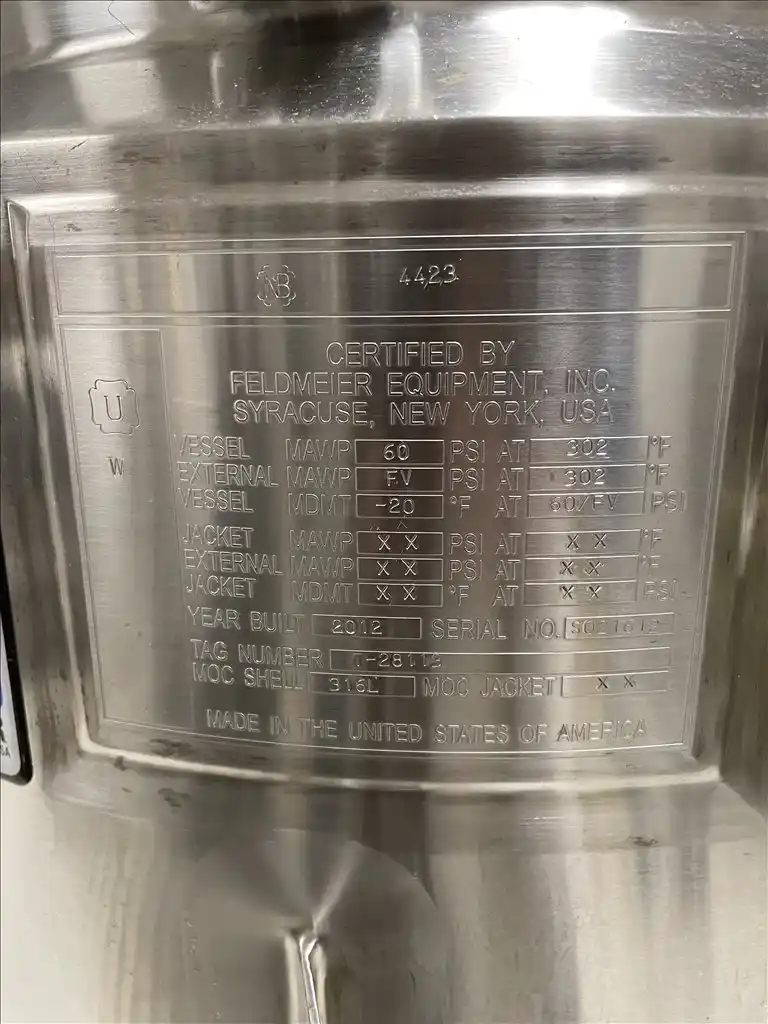 NB 4423
U
W
CERTIFIED BY
FELDMEIER EQUIPMENT, INC.
SYRACUSE, NEW YORK, USA
VESSEL MAWP 60 PSI AT 302 °F
EXTERNAL MAWP FV PSI AT 302 °F
VESSEL MDMT -20 °F AT 60/FV PSI
JACKET MAWP X X PSI AT X X °F
EXTERNAL MAWP X X PSI AT X X °F
JACKET MDMT X X °F AT X X PSI
YEAR BUILT 2012 SERIAL NO.
TAG NUMBER
MOC SHELL 316L MOC JACKET X X
MADE IN THE UNITED STATES OF AMERICA